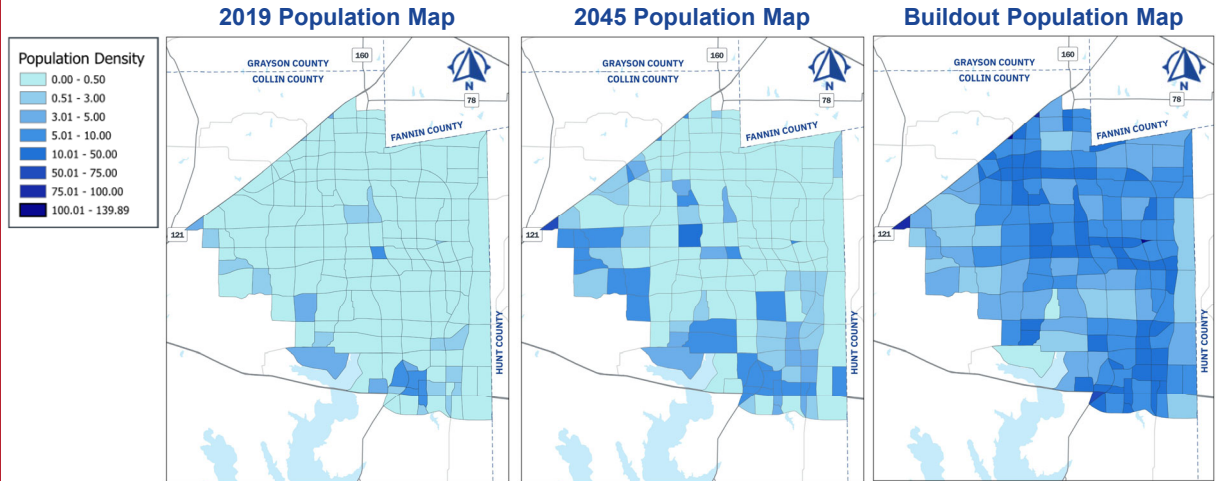 2019 Population Map
2045 Population Map
Buildout Population Map
Population Density
0.00 - 0.50
0.51 - 3.00
3.01 - 5.00
5.01 - 10.00
10.01 - 50.00
50.01 - 75.00
75.01 - 100.00
100.01 - 139.89
160
GRAYSON COUNTY
COLLIN COUNTY
N
78
FANNIN COUNTY
121
HUNT COUNTY
160
GRAYSON COUNTY
COLLIN COUNTY
N
78
FANNIN COUNTY
121
HUNT COUNTY
160
GRAYSON COUNTY
COLLIN COUNTY
N
78
FANNIN COUNTY
121
HUNT COUNTY